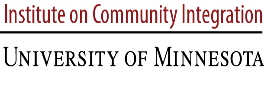 Institute on Community Integration
UNIVERSITY OF MINNESOTA